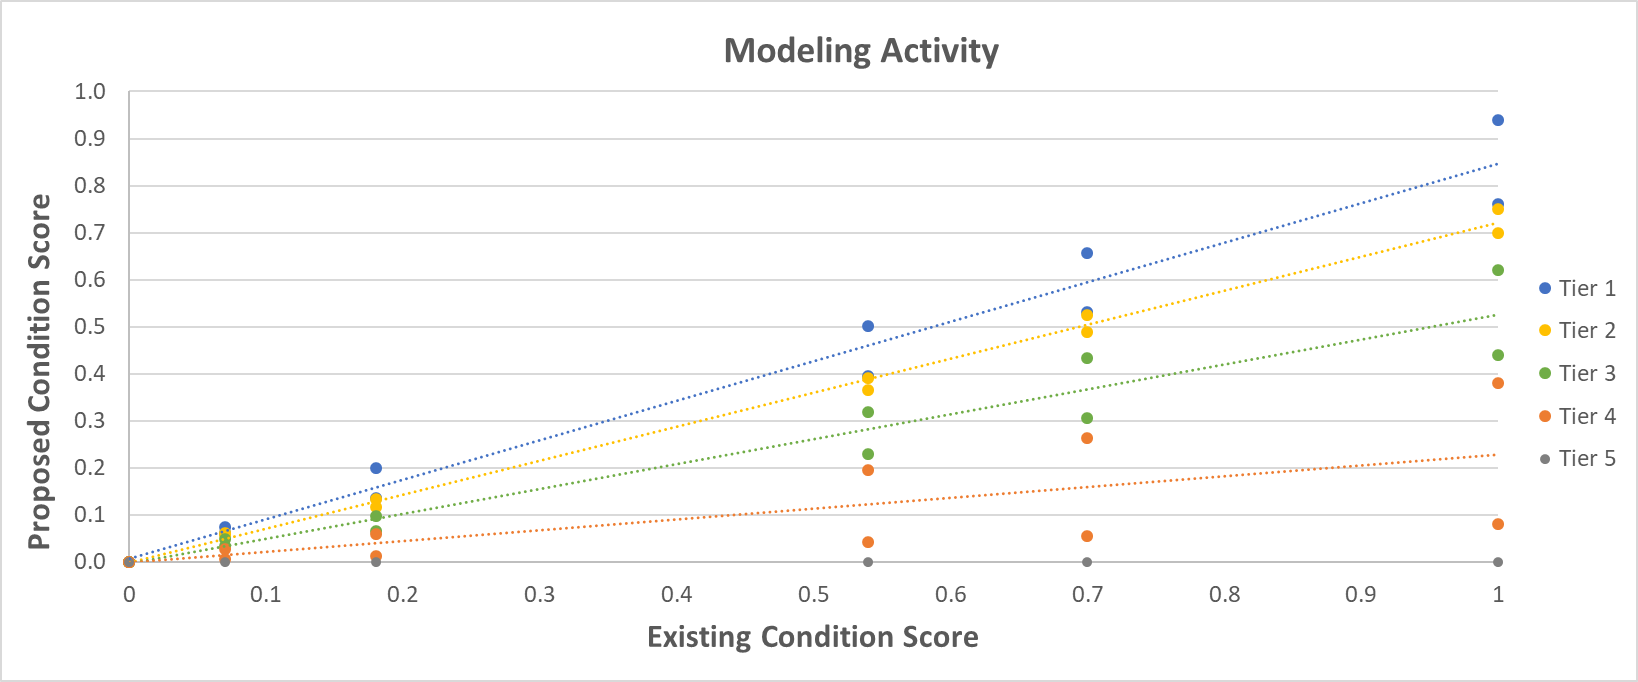 Modeling Activity
Proposed Condition Score
1.0
0.9
0.8
0.7
0.6
0.5
0.4
0.3
0.2
0.1
0.0
0 0.1 0.2 0.3 0.4 0.5 0.6 0.7 0.8 0.9 1
Existing Condition Score
Tier 1
Tier 2
Tier 3
Tier 4
Tier 5